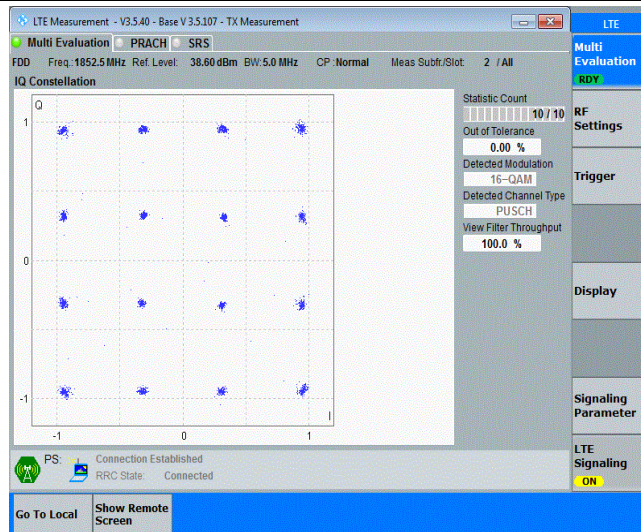 LTE Measurement - V3.5.40 - Base V 3.5.107 - TX Measurement
LTE
Multi Evaluation PRACH SRS
Multi
Evaluation
RDY
FDD Freq.:1852.5 MHz Ref. Level: 38.60 dBm BW:5.0 MHz CP :Normal Meas Subfr./Slot: 2 / All
IQ Constellation
Q
1
0
-1
-1 0 1
I
Statistic Count
10 / 10
Out of Tolerance
0.00 %
Detected Modulation
16-QAM
Detected Channel Type
PUSCH
View Filter Throughput
100.0 %
RF
Settings
Trigger
Display
Signaling
Parameter
LTE
Signaling
ON
PS: Connection Established
RRC State: Connected
Go To Local
Show Remote
Screen